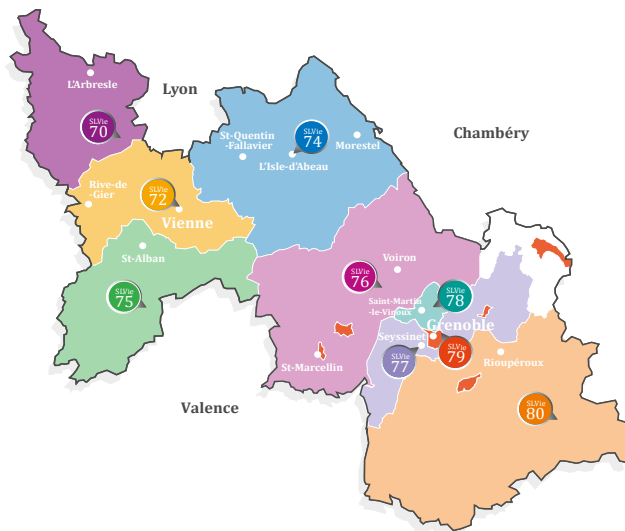 L'Arbresle
Lyon
SLVie
70
St-Quentin
-Fallavier
SLVie
74
Morestel
L'Isle-d'Abeau
Chambéry
Rive-de
-Gier
SLVie
72
Vienne
St-Alban
SLVie
75
Voiron
SLVie
76
Saint-Martin
-le-Vinoux
SLVie
78
Grenoble
Seyssinet
SLVie
77
SLVie
79
St-Marcellin
Rioupéroux
Valence
SLVie
80